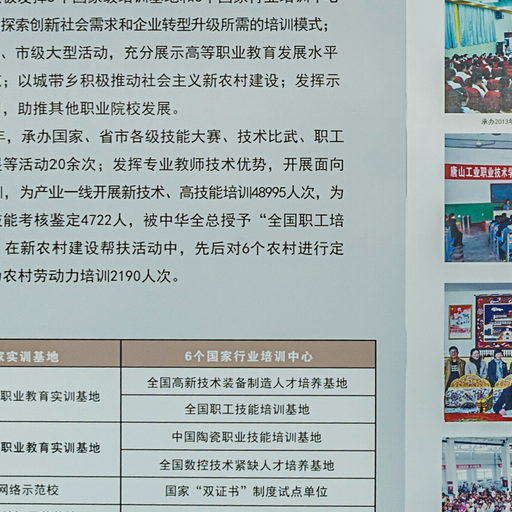 探索创新社会需求和企业转型升级所需的培训模式；
、市级大型活动，充分展示高等职业教育发展水平
；以城带乡积极推动社会主义新农村建设；发挥示
，助推其他职业院校发展。
年，承办国家、省市各级技能大赛、技术比武、职工
等活动20余次；发挥专业教师技术优势，开展面向
，为产业一线开展新技术、高技能培训48995人次，为
技能考核鉴定4722人，被中华全总授予“全国职工培
在新农村建设帮扶活动中，先后对6个农村进行定
农村劳动力培训2190人次。
家实训基地
6个国家行业培训中心
职业教育实训基地
全国高新技术装备制造人才培养基地
全国职工技能培训基地
职业教育实训基地
中国陶瓷职业技能培训基地
全国数控技术紧缺人才培养基地
网络示范校
国家“双证书”制度试点单位
承办2013年
唐山工业职业技术学